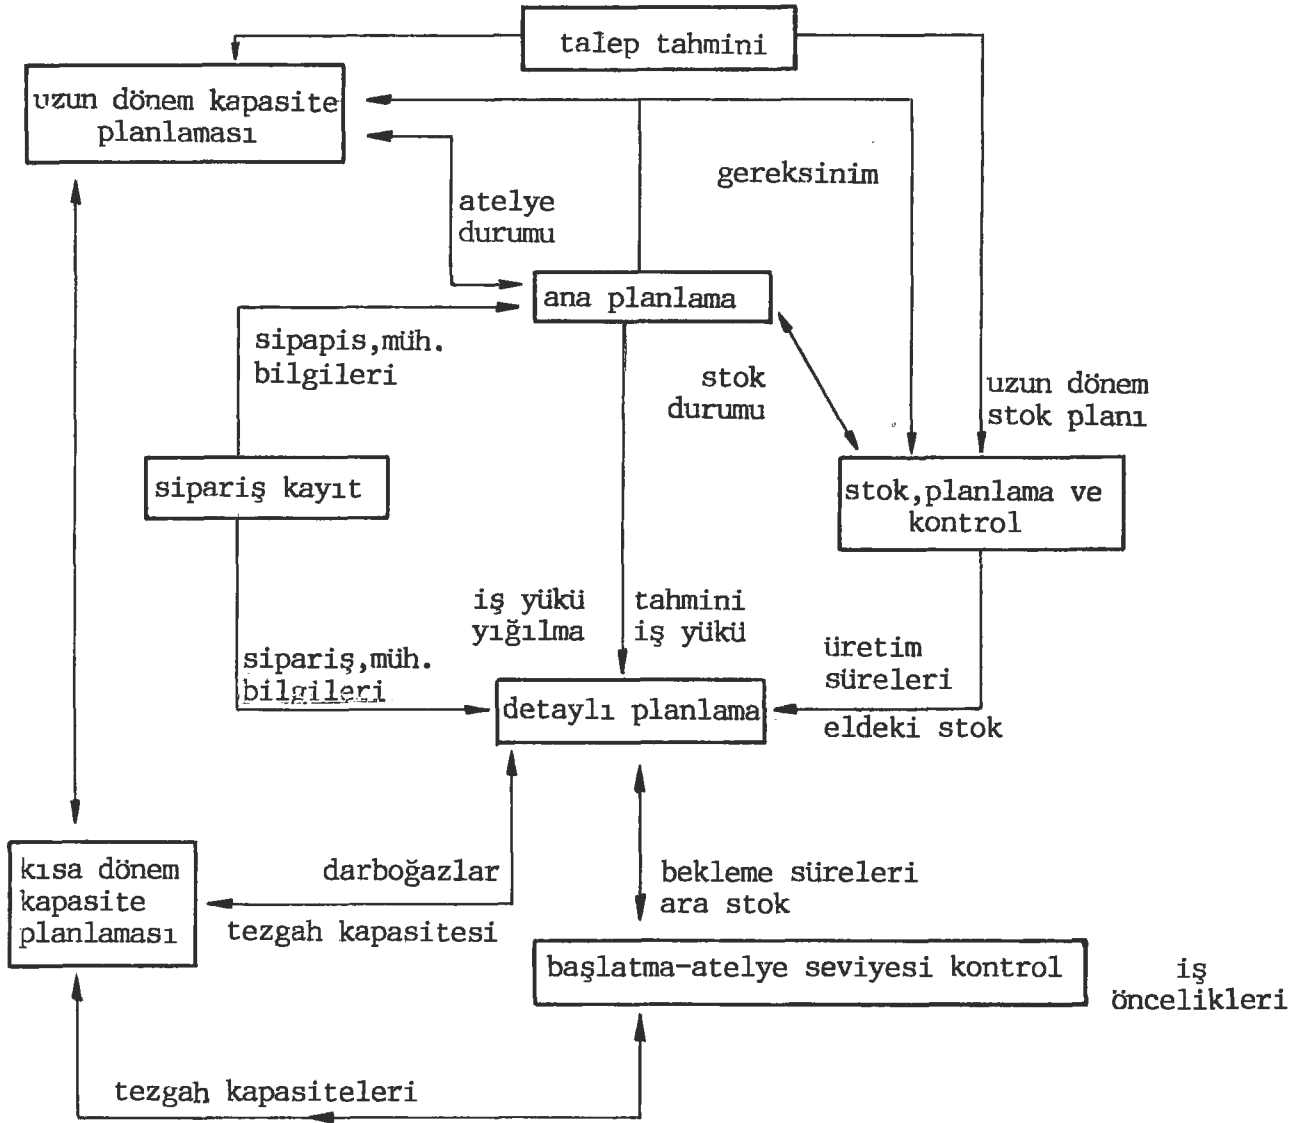 talep tahmini
uzun dönem kapasite
planlaması
gereksinim
atelye
durumu
ana planlama
sipapis,müh.
bilgileri
stok
durumu
uzun dönem
stok planı
sipariş kayıt
stok,planlama ve
kontrol
iş yükü
yığılma
tahmini
iş yükü
sipariş,müh.
bilgileri
üretim
süreleri
detaylı planlama
eldeki stok
kısa dönem
kapasite
planlaması
darboğazlar
tezgah kapasitesi
bekleme süreleri
ara stok
başlatma-atelye seviyesi kontrol
iş
öncelikleri
tezgah kapasiteleri